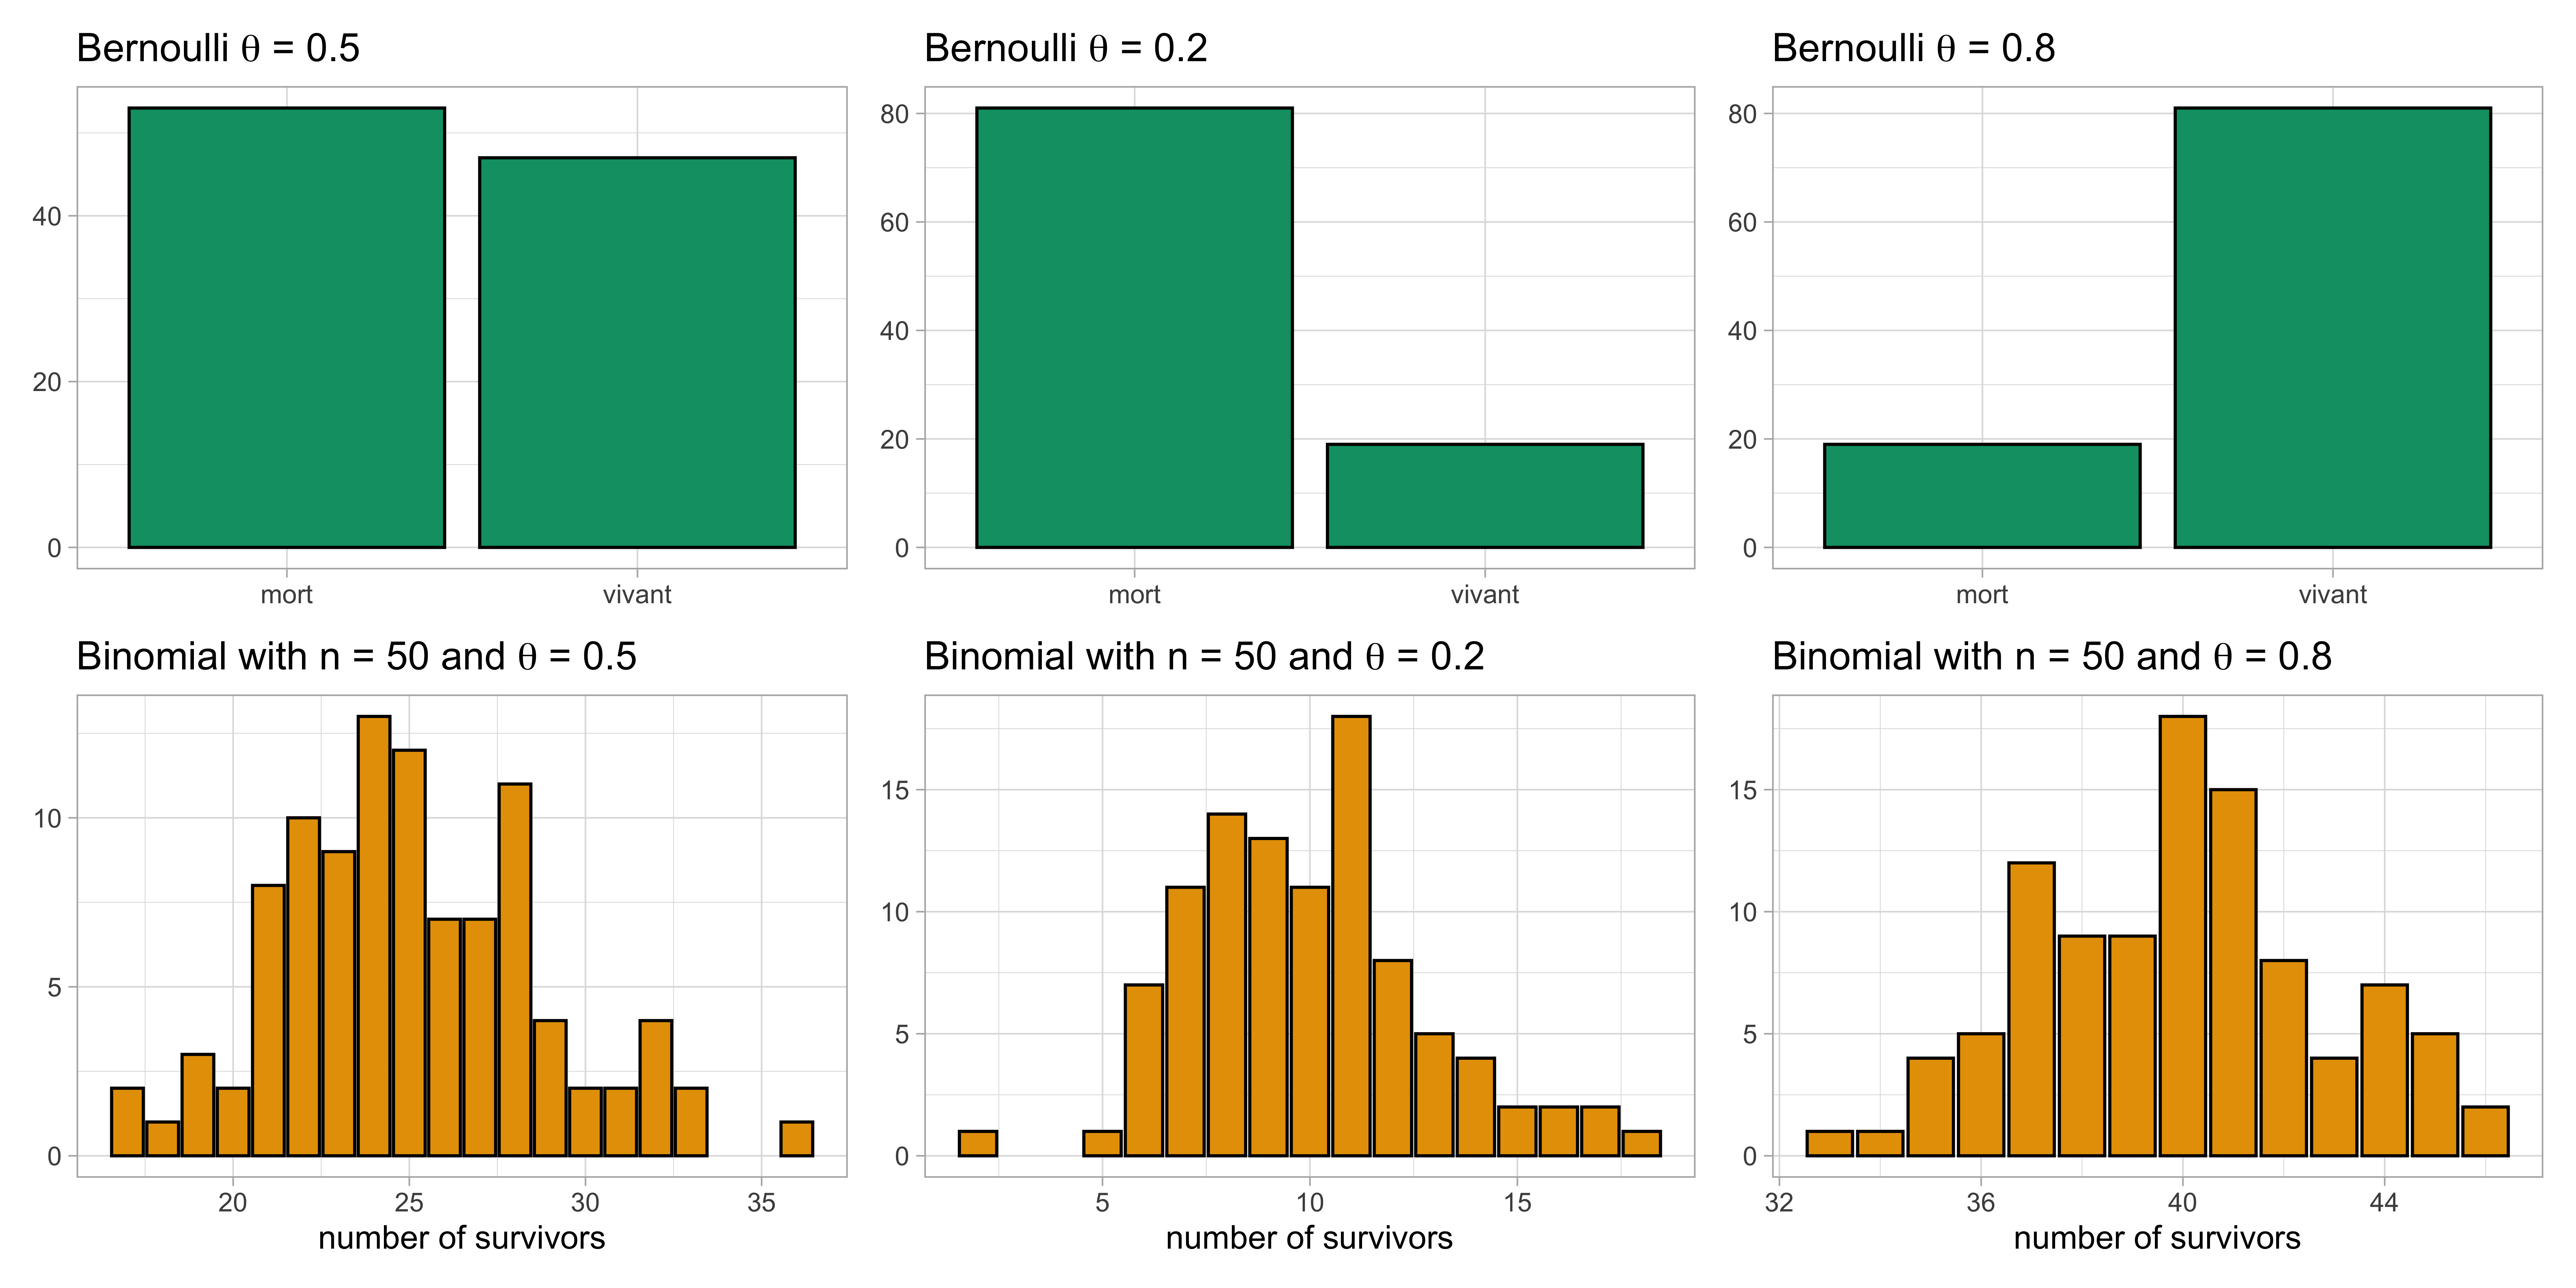 Bernoulli θ = 0.5
40
20
0
mort vivant
Bernoulli θ = 0.2
80
60
40
20
0
mort vivant
Bernoulli θ = 0.8
80
60
40
20
0
mort vivant
Binomial with n = 50 and θ = 0.5
10
5
0
20 25 30 35
number of survivors
Binomial with n = 50 and θ = 0.2
15
10
5
0
5 10 15
number of survivors
Binomial with n = 50 and θ = 0.8
15
10
5
0
32 36 40 44
number of survivors